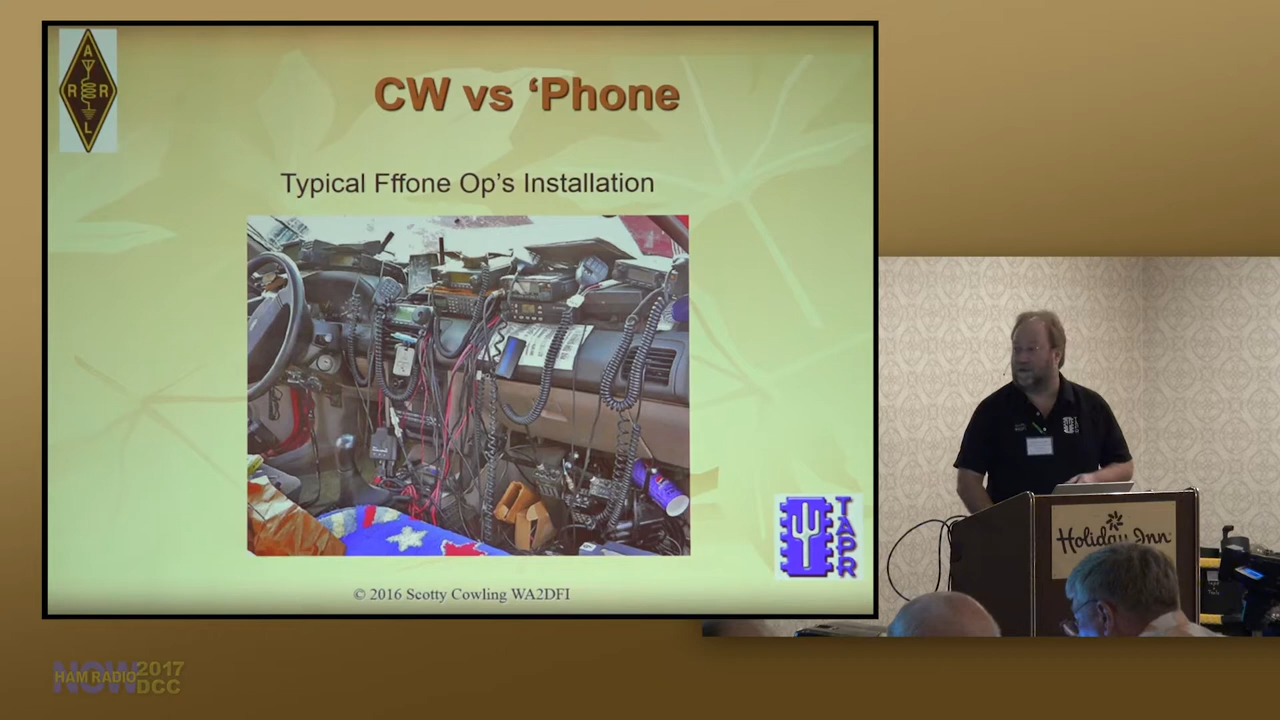 A
R R
L
CW vs ‘Phone
Typical Fffone Op’s Installation
TAPR
© 2016 Scotty Cowling WA2DFI
Holiday Inn
NOW
HAM RADIO 2017
DCC